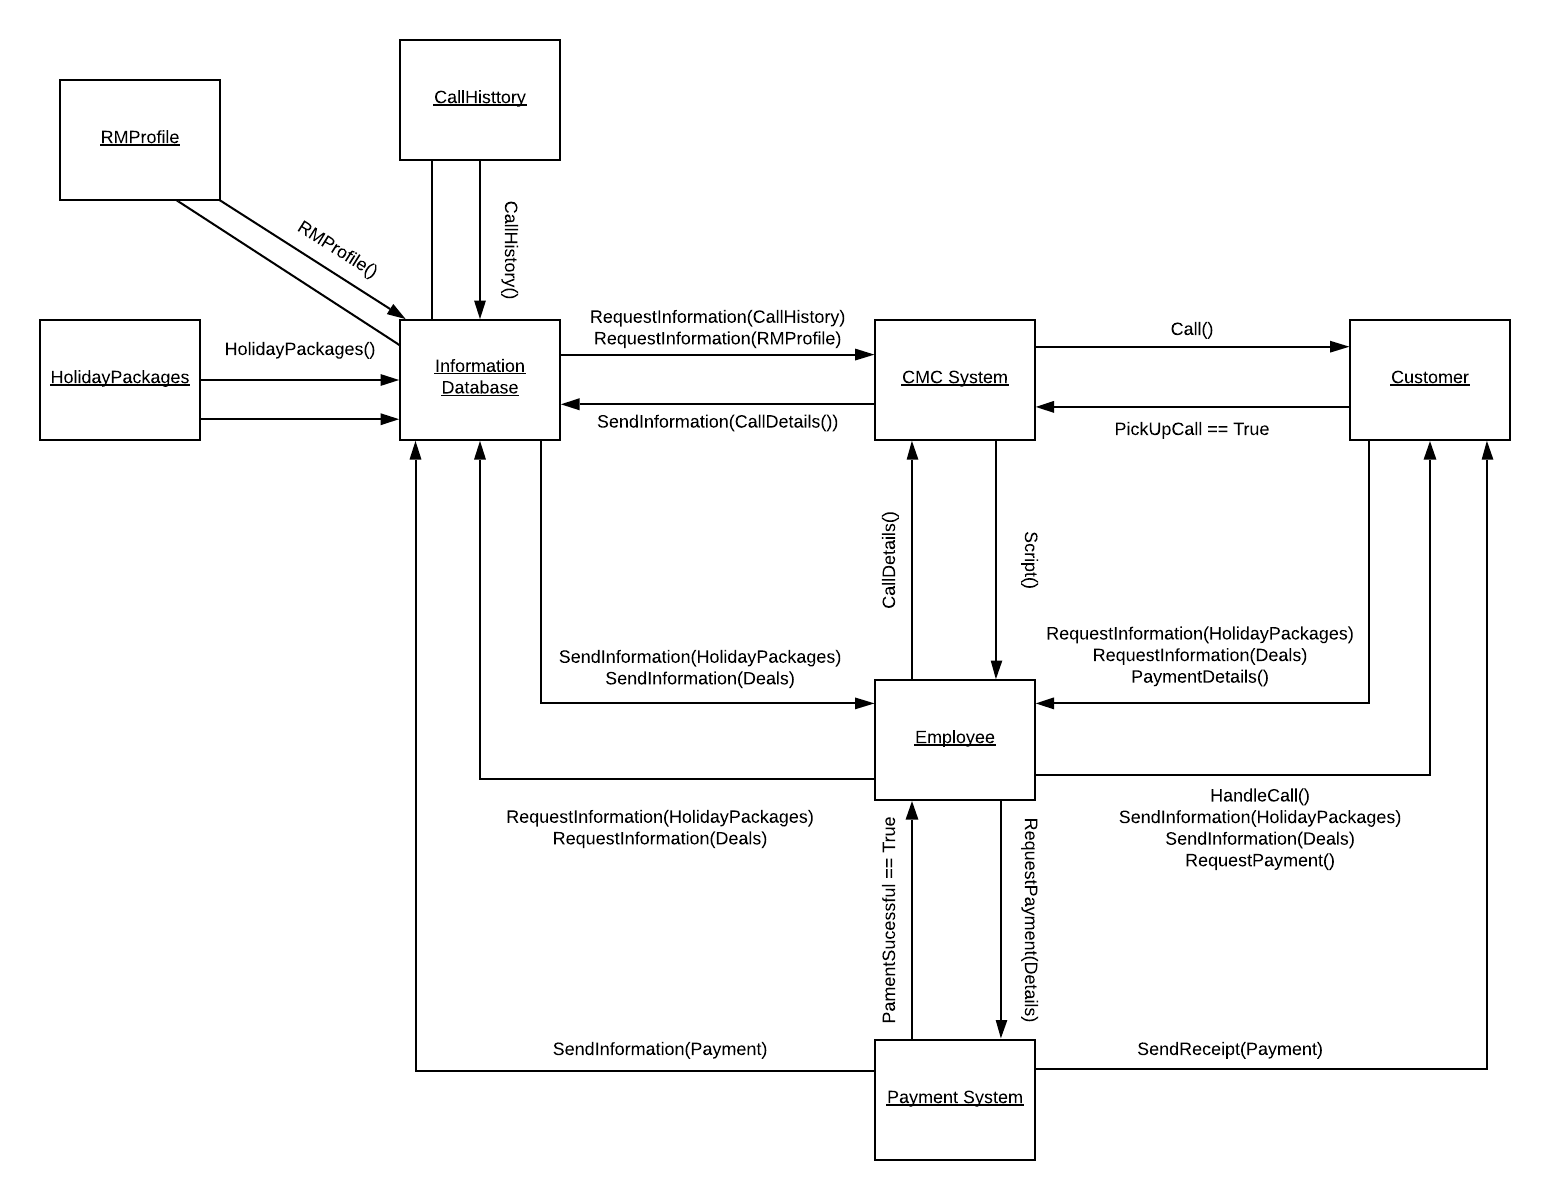 CallHisttory
RMProfile
RMProfile()
CallHistory()
RequestInformation(CallHistory)
RequestInformation(RMProfile)
Call()
HolidayPackages()
HolidayPackages
Information
Database
CMC System
Customer
SendInformation(CallDetails())
PickUpCall == True
CallDetails()
Script()
SendInformation(HolidayPackages)
SendInformation(Deals)
RequestInformation(HolidayPackages)
RequestInformation(Deals)
PaymentDetails()
Employee
RequestInformation(HolidayPackages)
RequestInformation(Deals)
HandleCall()
SendInformation(HolidayPackages)
SendInformation(Deals)
RequestPayment()
PamentSucessful == True
RequestPayment(Details)
SendInformation(Payment)
SendReceipt(Payment)
Payment System